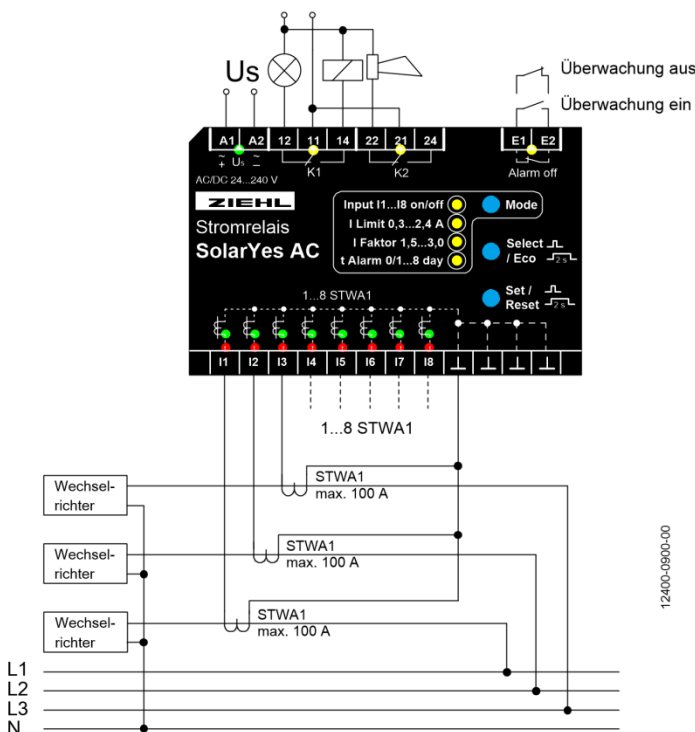 Us
Überwachung aus
Überwachung ein
A1 A2 12 11 14 22 21 24 E1 E2
~ Us ~
+ −
K1 K2 Alarm off
AC/DC 24...240 V
ZIEHL
Stromrelais
SolarYes AC
Input I1...I8 on/off
I Limit 0,3...2,4 A
I Faktor 1,5...3,0
t Alarm 0/1...8 day
Mode
Select
/ Eco 2 s
Set /
Reset 2 s
1...8 STWA1
I1 I2 I3 I4 I5 I6 I7 I8
1...8 STWA1
Wechsel-
richter
STWA1
max. 100 A
Wechsel-
richter
STWA1
max. 100 A
Wechsel-
richter
STWA1
max. 100 A
L1
L2
L3
N
12400-0900-00